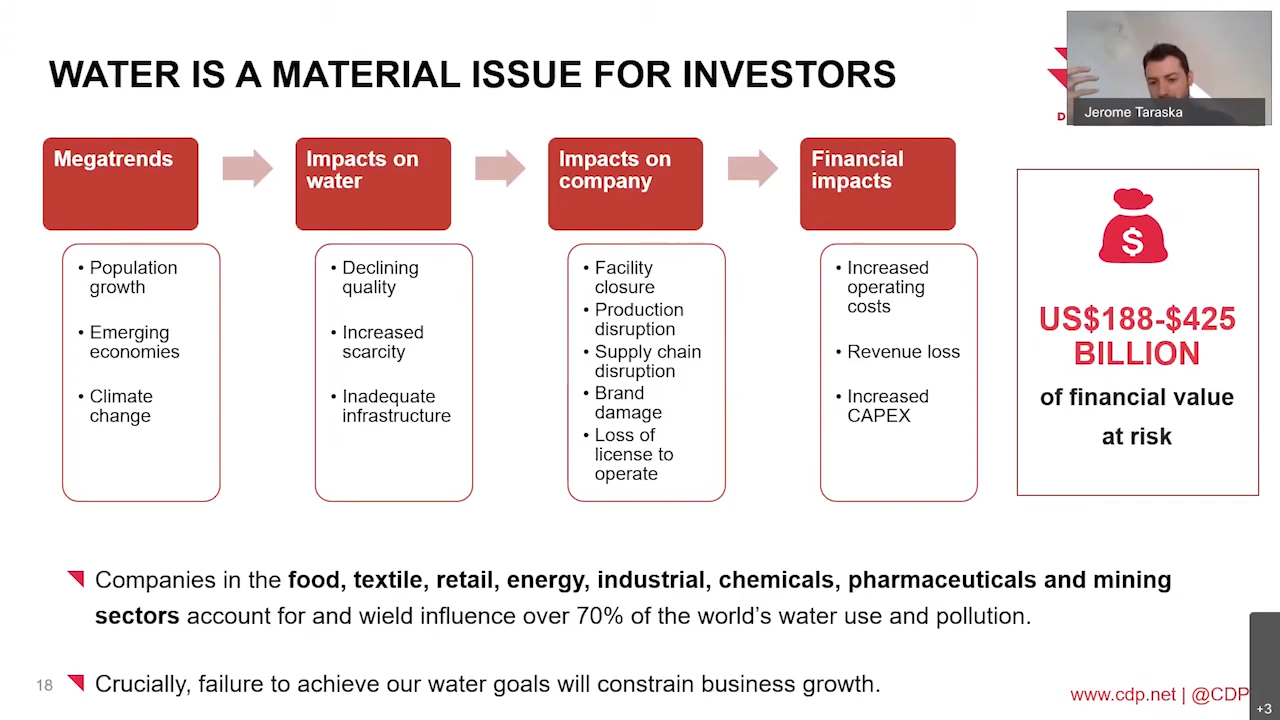 WATER IS A MATERIAL ISSUE FOR INVESTORS
D
Jerome Taraska
Megatrends
Impacts on
water
Impacts on
company
Financial
impacts
• Population
growth
• Emerging
economies
• Climate
change
• Declining
quality
• Increased
scarcity
• Inadequate
infrastructure
• Facility
closure
• Production
disruption
• Supply chain
disruption
• Brand
damage
• Loss of
license to
operate
• Increased
operating
costs
• Revenue loss
• Increased
CAPEX
$
US$188-$425
BILLION
of financial value
at risk
Companies in the food, textile, retail, energy, industrial, chemicals, pharmaceuticals and mining
sectors account for and wield influence over 70% of the world’s water use and pollution.
18
Crucially, failure to achieve our water goals will constrain business growth.
www.cdp.net | @CDP
+3